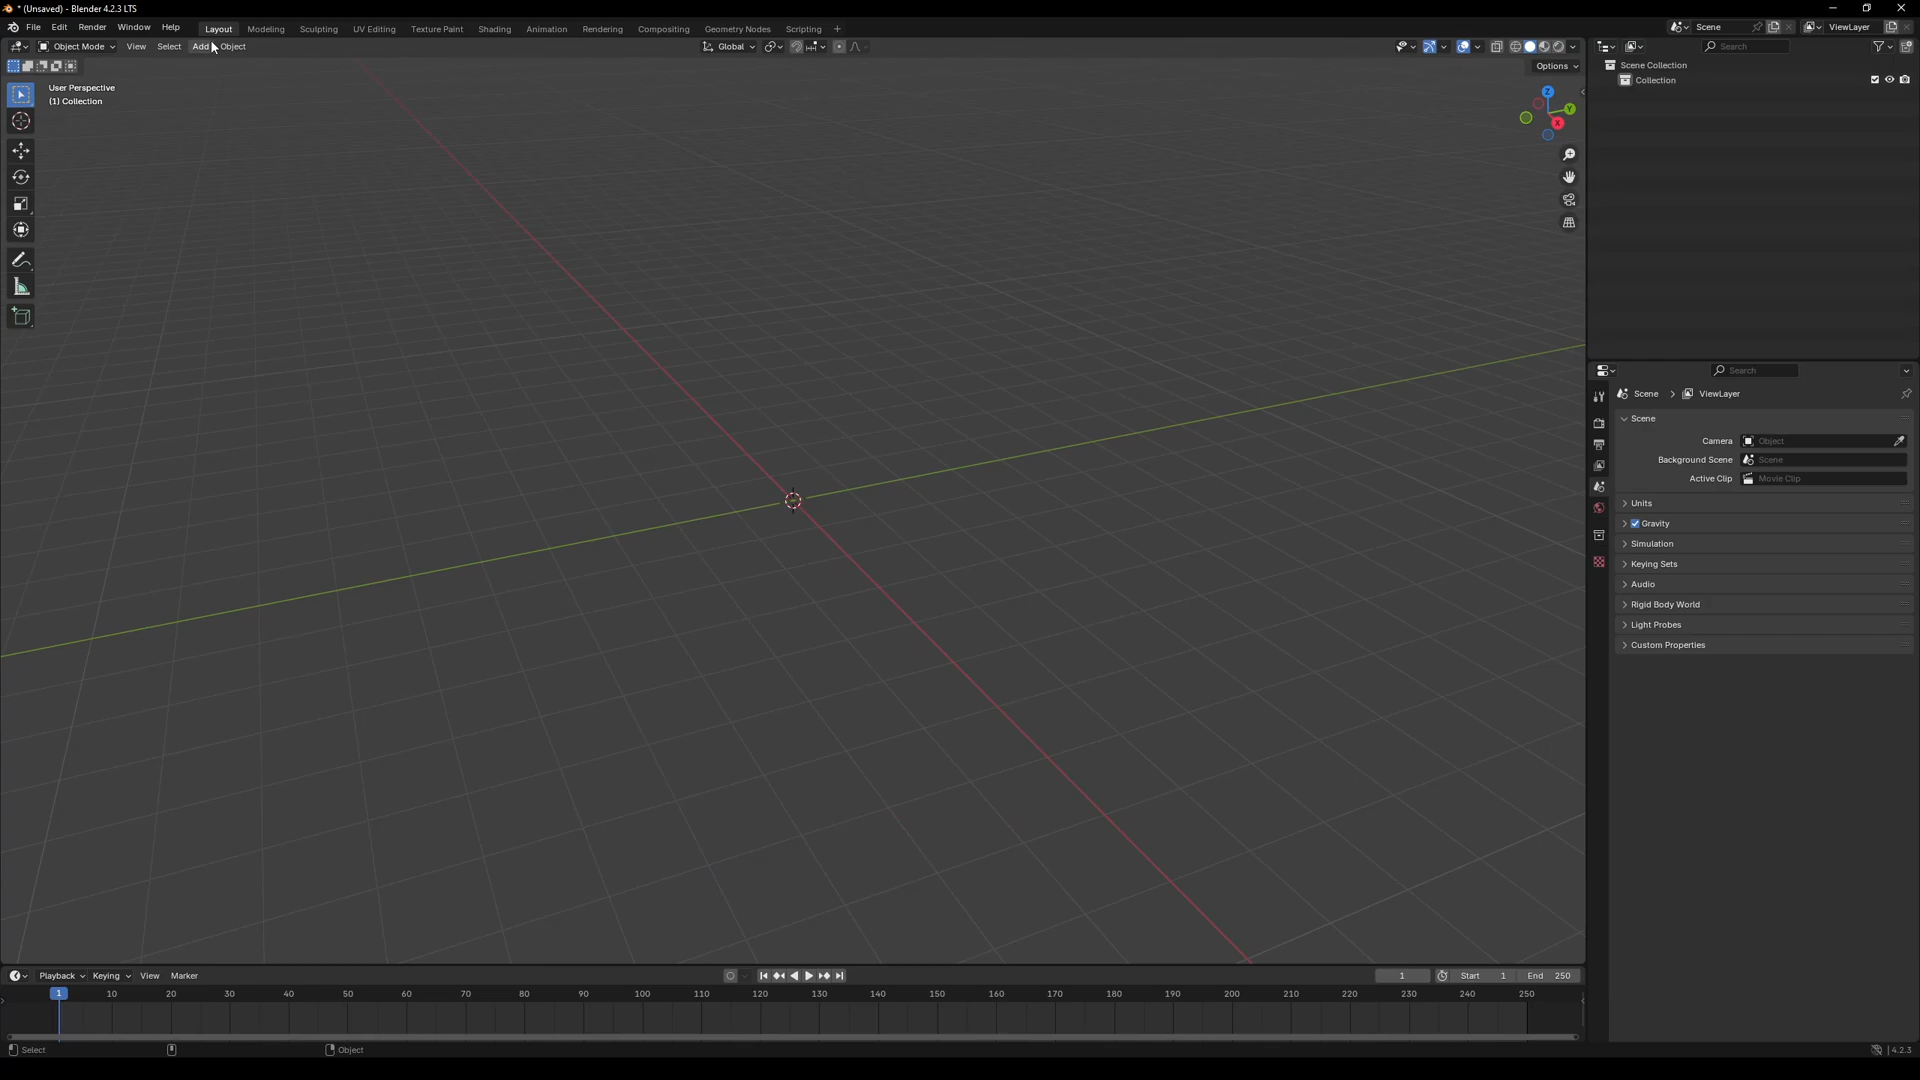 * (Unsaved) - Blender 4.2.3 LTS
File Edit Render Window Help Layout Modeling Sculpting UV Editing Texture Paint Shading Animation Rendering Compositing Geometry Nodes Scripting + Scene ViewLayer
Object Mode View Select Add Object Global Search
Options
User Perspective
(1) Collection
Z
Y
X
Scene Collection
Collection
Search
Scene > ViewLayer
Scene
Camera Object
Background Scene Scene
Active Clip Movie Clip
Units
Gravity
Simulation
Keying Sets
Audio
Rigid Body World
Light Probes
Custom Properties
Playback Keying View Marker 1 Start 1 End 250
1 10 20 30 40 50 60 70 80 90 100 110 120 130 140 150 160 170 180 190 200 210 220 230 240 250
Select Object 4.2.3